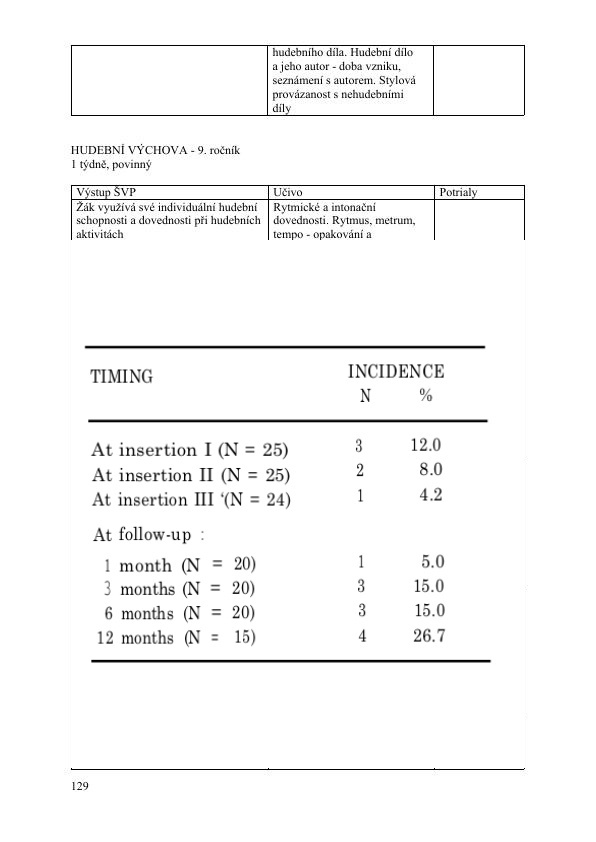 hudebního díla. Hudební dílo
a jeho autor - doba vzniku,
seznámení s autorem. Stylová
provázanost s nehudebními
díly
HUDEBNÍ VÝCHOVA - 9. ročník
1 týdně, povinný
Výstup ŠVP Učivo Potrialy
Žák využívá své individuální hudební Rytmické a intonační
schopnosti a dovednosti při hudebních dovednosti. Rytmus, metrum,
aktivitách tempo - opakování a
TIMING INCIDENCE
N %
At insertion I (N = 25) 3 12.0
At insertion II (N = 25) 2 8.0
At insertion III ‘(N = 24) 1 4.2
At follow-up :
1 month (N = 20) 1 5.0
3 months (N = 20) 3 15.0
6 months (N = 20) 3 15.0
12 months (N = 15) 4 26.7
129